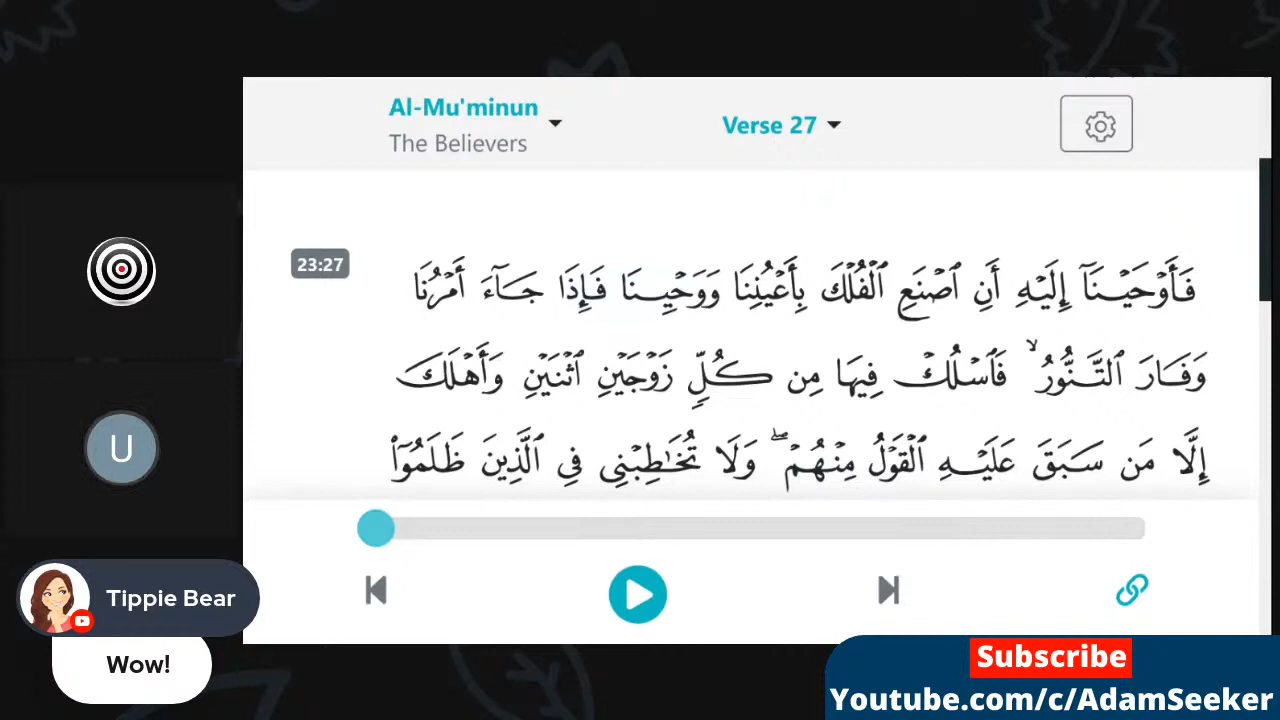 Al-Mu'minun
The Believers
Verse 27
23:27
فَأَوْحَيْنَآ إِلَيْهِ أَنِ ٱصْنَعِ ٱلْفُلْكَ بِأَعْيُنِنَا وَوَحْيِنَا فَإِذَا جَآءَ أَمْرُنَا
وَفَارَ ٱلتَّنُّورُ ۙ فَٱسْلُكْ فِيهَا مِن كُلٍّ زَوْجَيْنِ ٱثْنَيْنِ وَأَهْلَكَ
إِلَّا مَن سَبَقَ عَلَيْهِ ٱلْقَوْلُ مِنْهُمْ ۖ وَلَا تُخَـٰطِبْنِى فِى ٱلَّذِينَ ظَلَمُوٓا۟
U
Tippie Bear
Wow!
Subscribe
Youtube.com/c/AdamSeeker